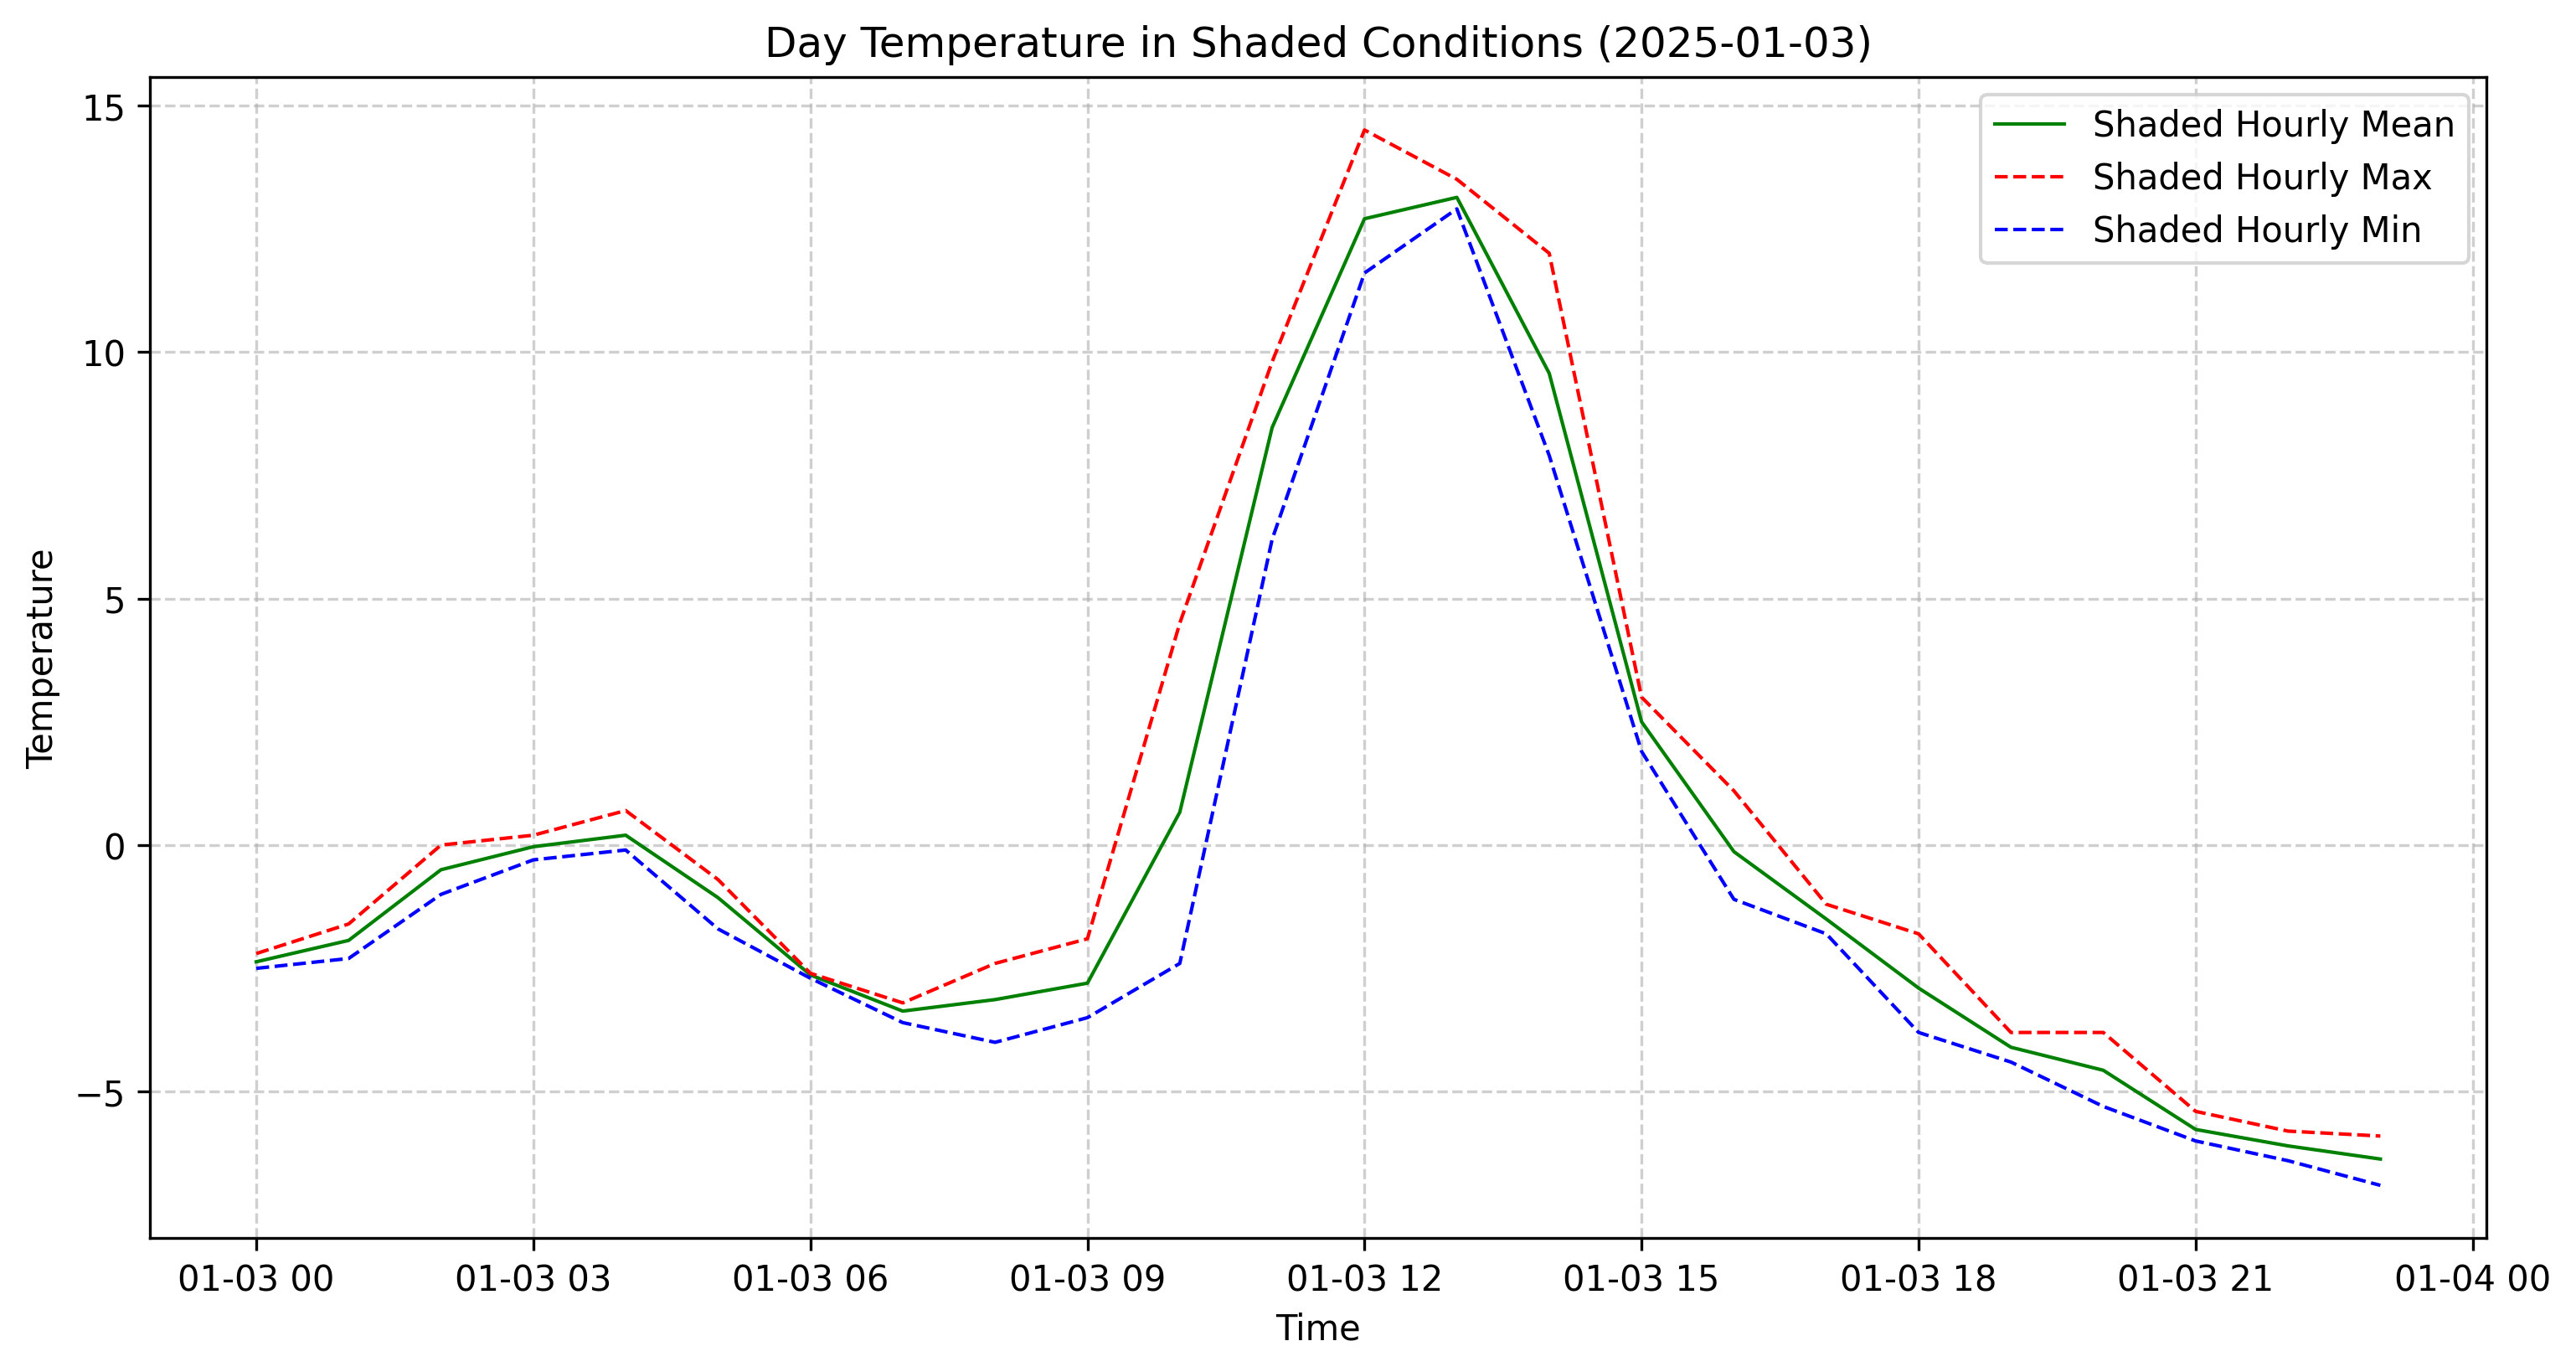 Day Temperature in Shaded Conditions (2025-01-03)
Shaded Hourly Mean
Shaded Hourly Max
Shaded Hourly Min
Temperature
15
10
5
0
−5
01-03 00 01-03 03 01-03 06 01-03 09 01-03 12 01-03 15 01-03 18 01-03 21 01-04 00
Time